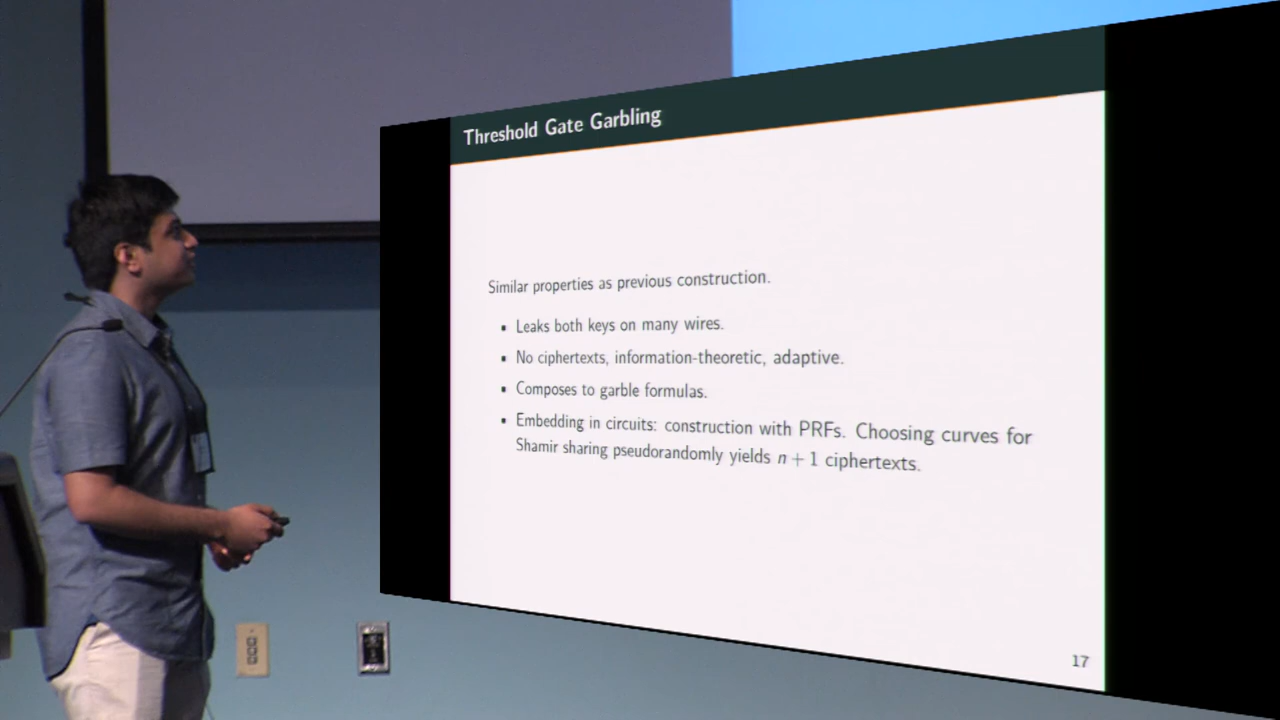 Threshold Gate Garbling
Similar properties as previous construction.
▪ Leaks both keys on many wires.
▪ No ciphertexts, information-theoretic, adaptive.
▪ Composes to garble formulas.
▪ Embedding in circuits: construction with PRFs. Choosing curves for
Shamir sharing pseudorandomly yields n + 1 ciphertexts.
17